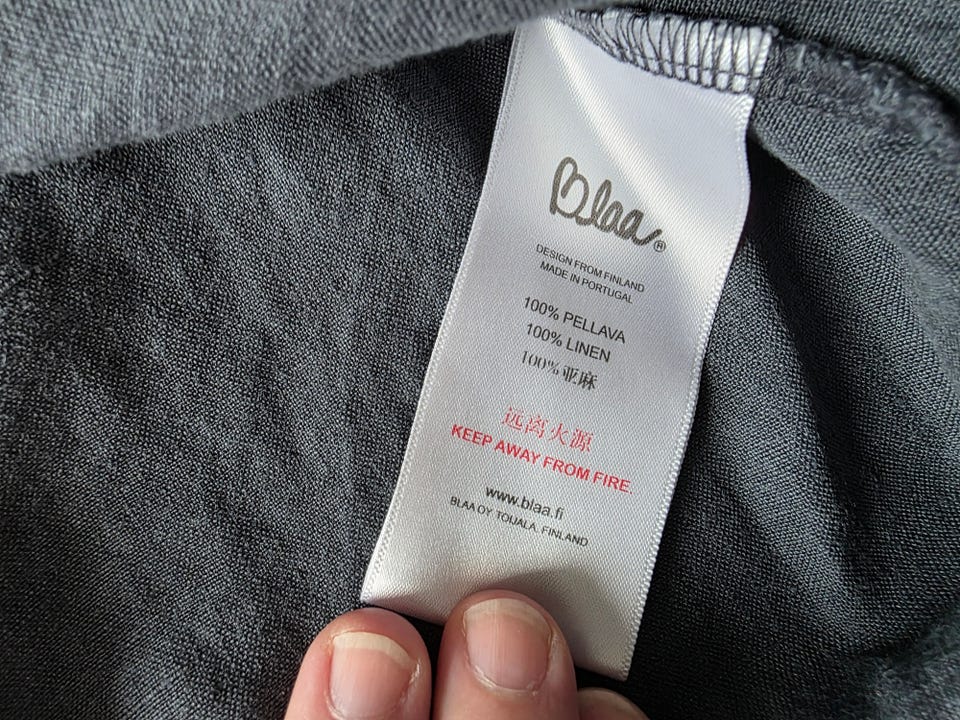 Blaa®
DESIGN FROM FINLAND
MADE IN PORTUGAL
100% PELLAVA
100% LINEN
100% 亚麻
远离火源
KEEP AWAY FROM FIRE.
www.blaa.fi
BLAA OY TOIJALA, FINLAND